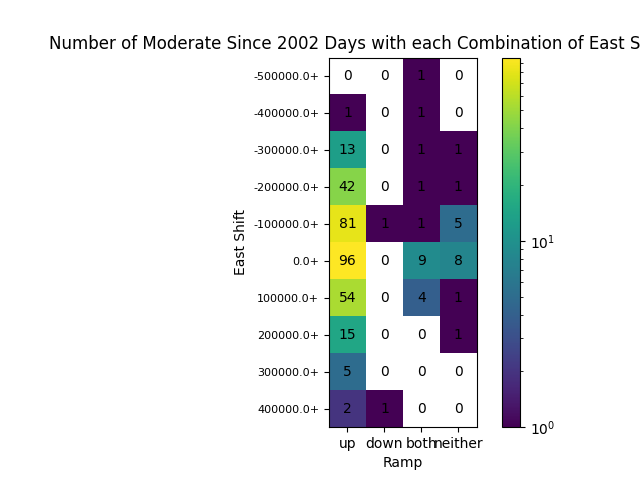 Number of Moderate Since 2002 Days with each Combination of East S
-500000.0+ 0 0 1 0
-400000.0+ 1 0 1 0
-300000.0+ 13 0 1 1
-200000.0+ 42 0 1 1
-100000.0+ 81 1 1 5
0.0+ 96 0 9 8
100000.0+ 54 0 4 1
200000.0+ 15 0 0 1
300000.0+ 5 0 0 0
400000.0+ 2 1 0 0
East Shift
up down both neither
Ramp
10^1
10^0